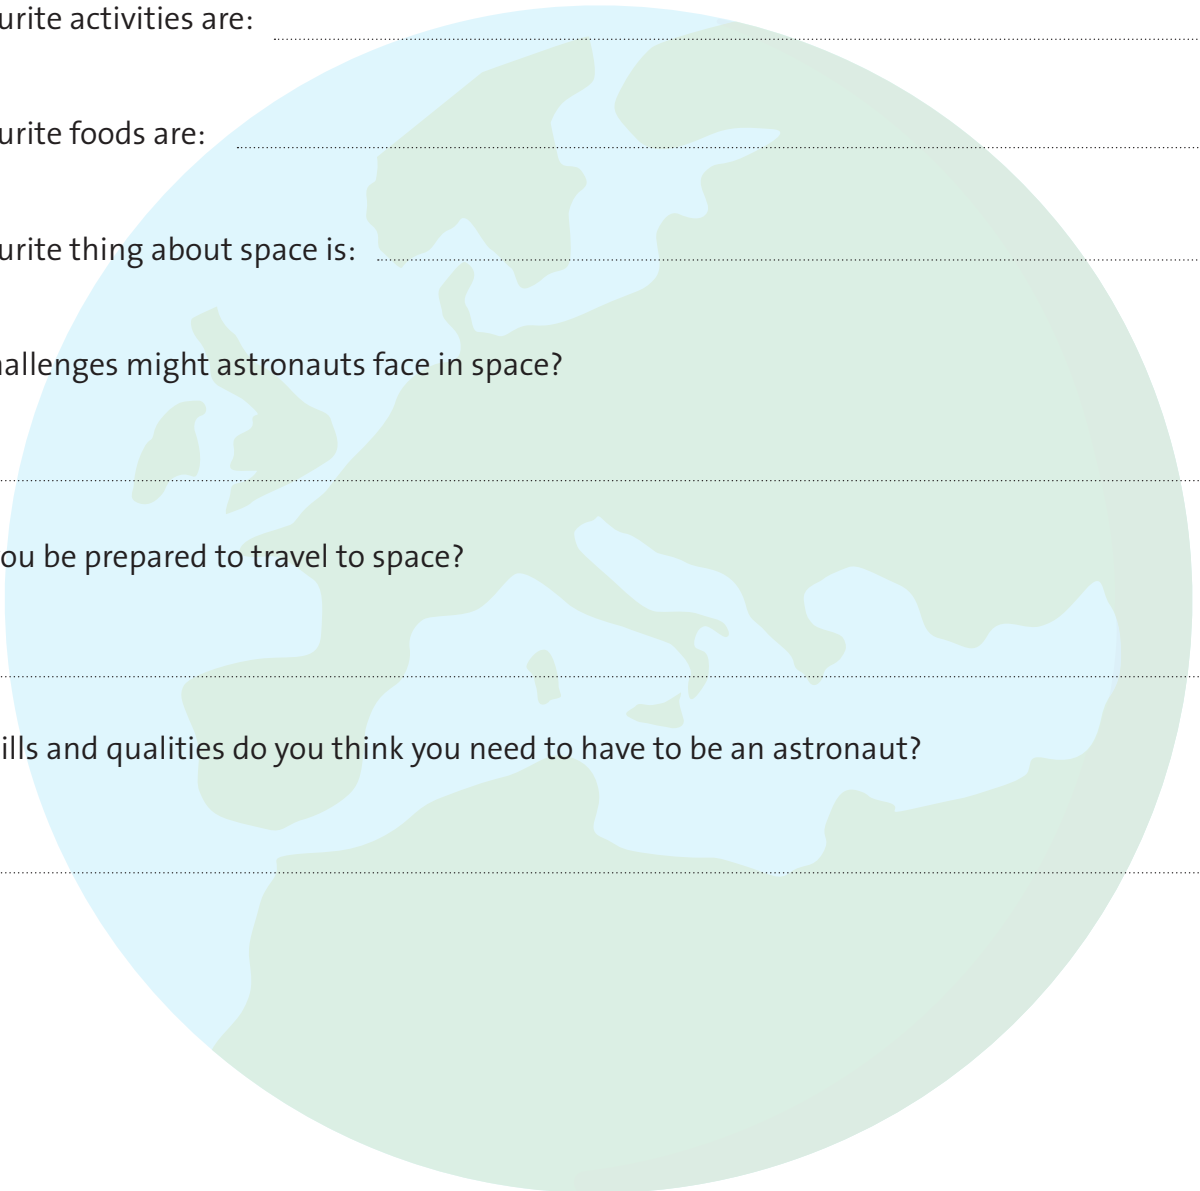 urite activities are:
urite foods are:
urite thing about space is:
hallenges might astronauts face in space?
ou be prepared to travel to space?
ills and qualities do you think you need to have to be an astronaut?